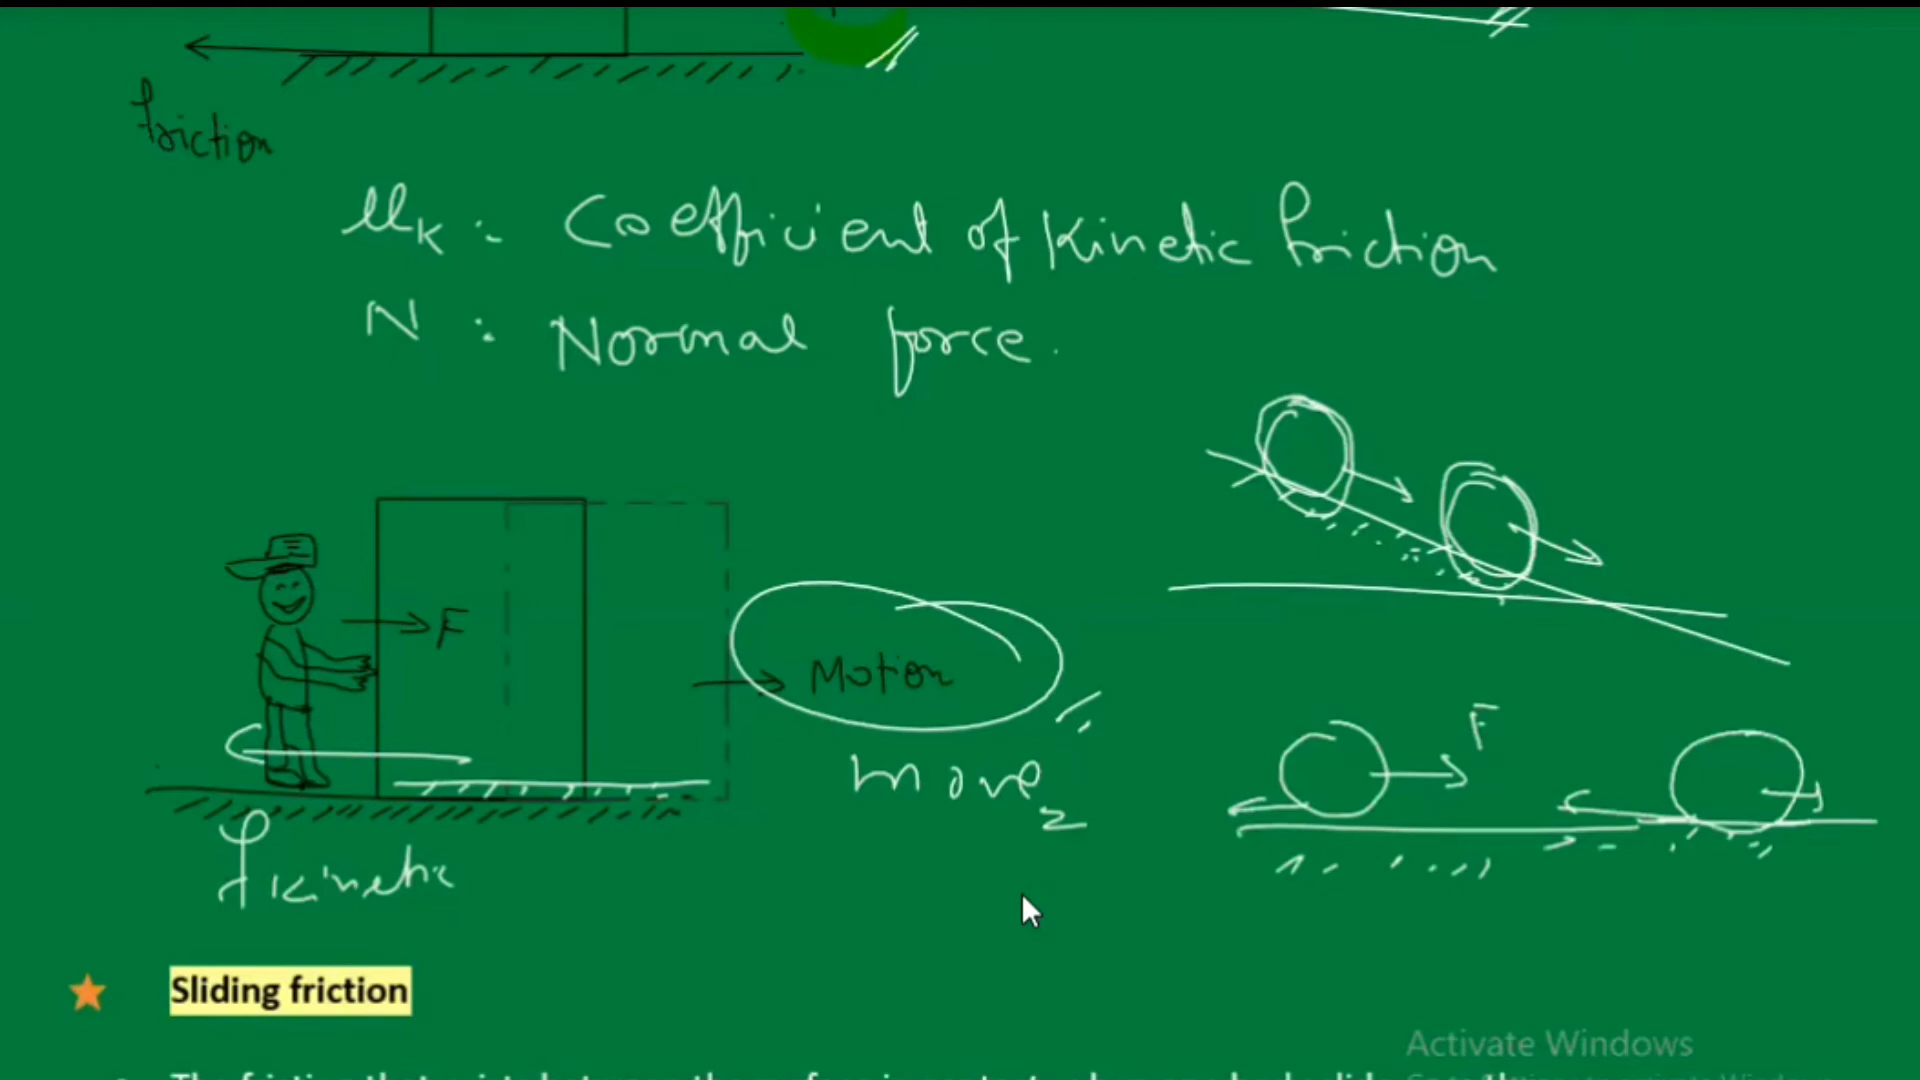 friction
μK : Coefficient of Kinetic friction
N : Normal force.
F
Motion
F
move
fkinetic
Sliding friction
Activate Windows